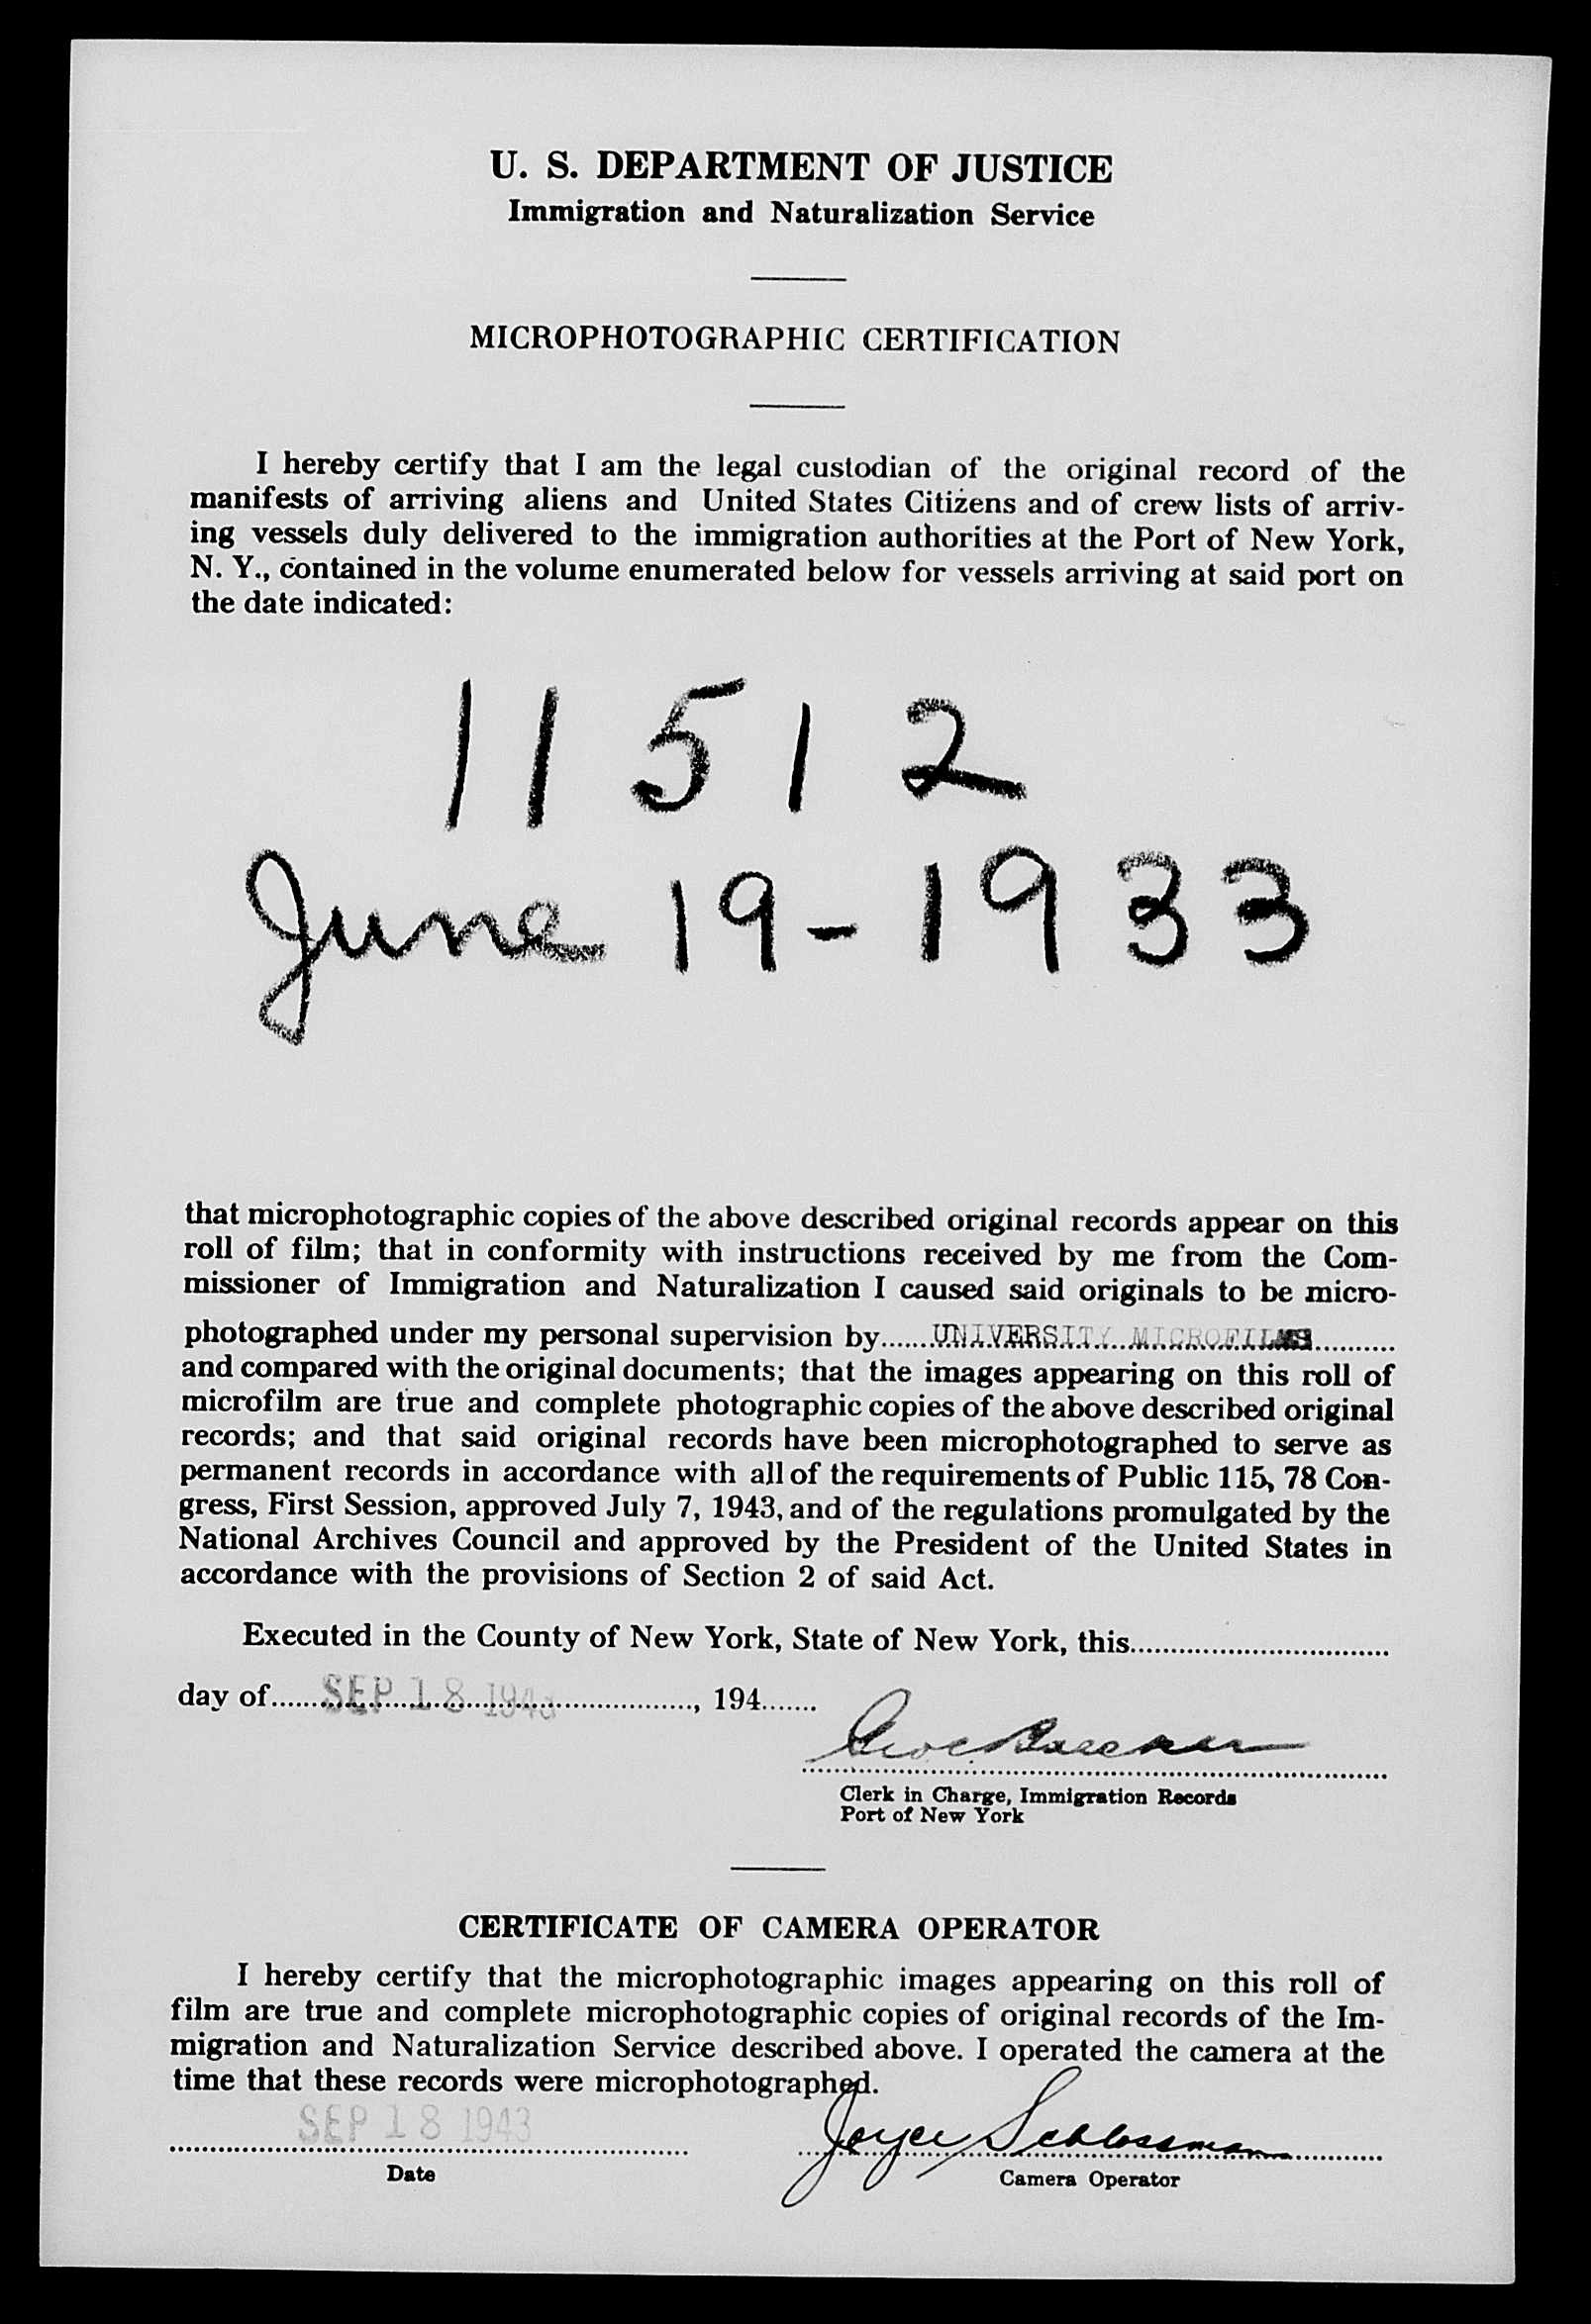 U. S. DEPARTMENT OF JUSTICE
Immigration and Naturalization Service
MICROPHOTOGRAPHIC CERTIFICATION
I hereby certify that I am the legal custodian of the original record of the
manifests of arriving aliens and United States Citizens and of crew lists of arriv-
ing vessels duly delivered to the immigration authorities at the Port of New York,
N. Y., contained in the volume enumerated below for vessels arriving at said port on
the date indicated:
11512
June 19-1933
that microphotographic copies of the above described original records appear on this
roll of film; that in conformity with instructions received by me from the Com-
missioner of Immigration and Naturalization I caused said originals to be micro-
photographed under my personal supervision by......UNIVERSITY MICROFILMS..........
and compared with the original documents; that the images appearing on this roll of
microfilm are true and complete photographic copies of the above described original
records; and that said original records have been microphotographed to serve as
permanent records in accordance with all of the requirements of Public 115, 78 Con-
gress, First Session, approved July 7, 1943, and of the regulations promulgated by the
National Archives Council and approved by the President of the United States in
accordance with the provisions of Section 2 of said Act.
Executed in the County of New York, State of New York, this................................
day of......SEP 18 1943................, 194.......
Clerk in Charge, Immigration Records
Port of New York
CERTIFICATE OF CAMERA OPERATOR
I hereby certify that the microphotographic images appearing on this roll of
film are true and complete microphotographic copies of original records of the Im-
migration and Naturalization Service described above. I operated the camera at the
time that these records were microphotographed.
SEP 18 1943 Joyce Schlossman
Date Camera Operator